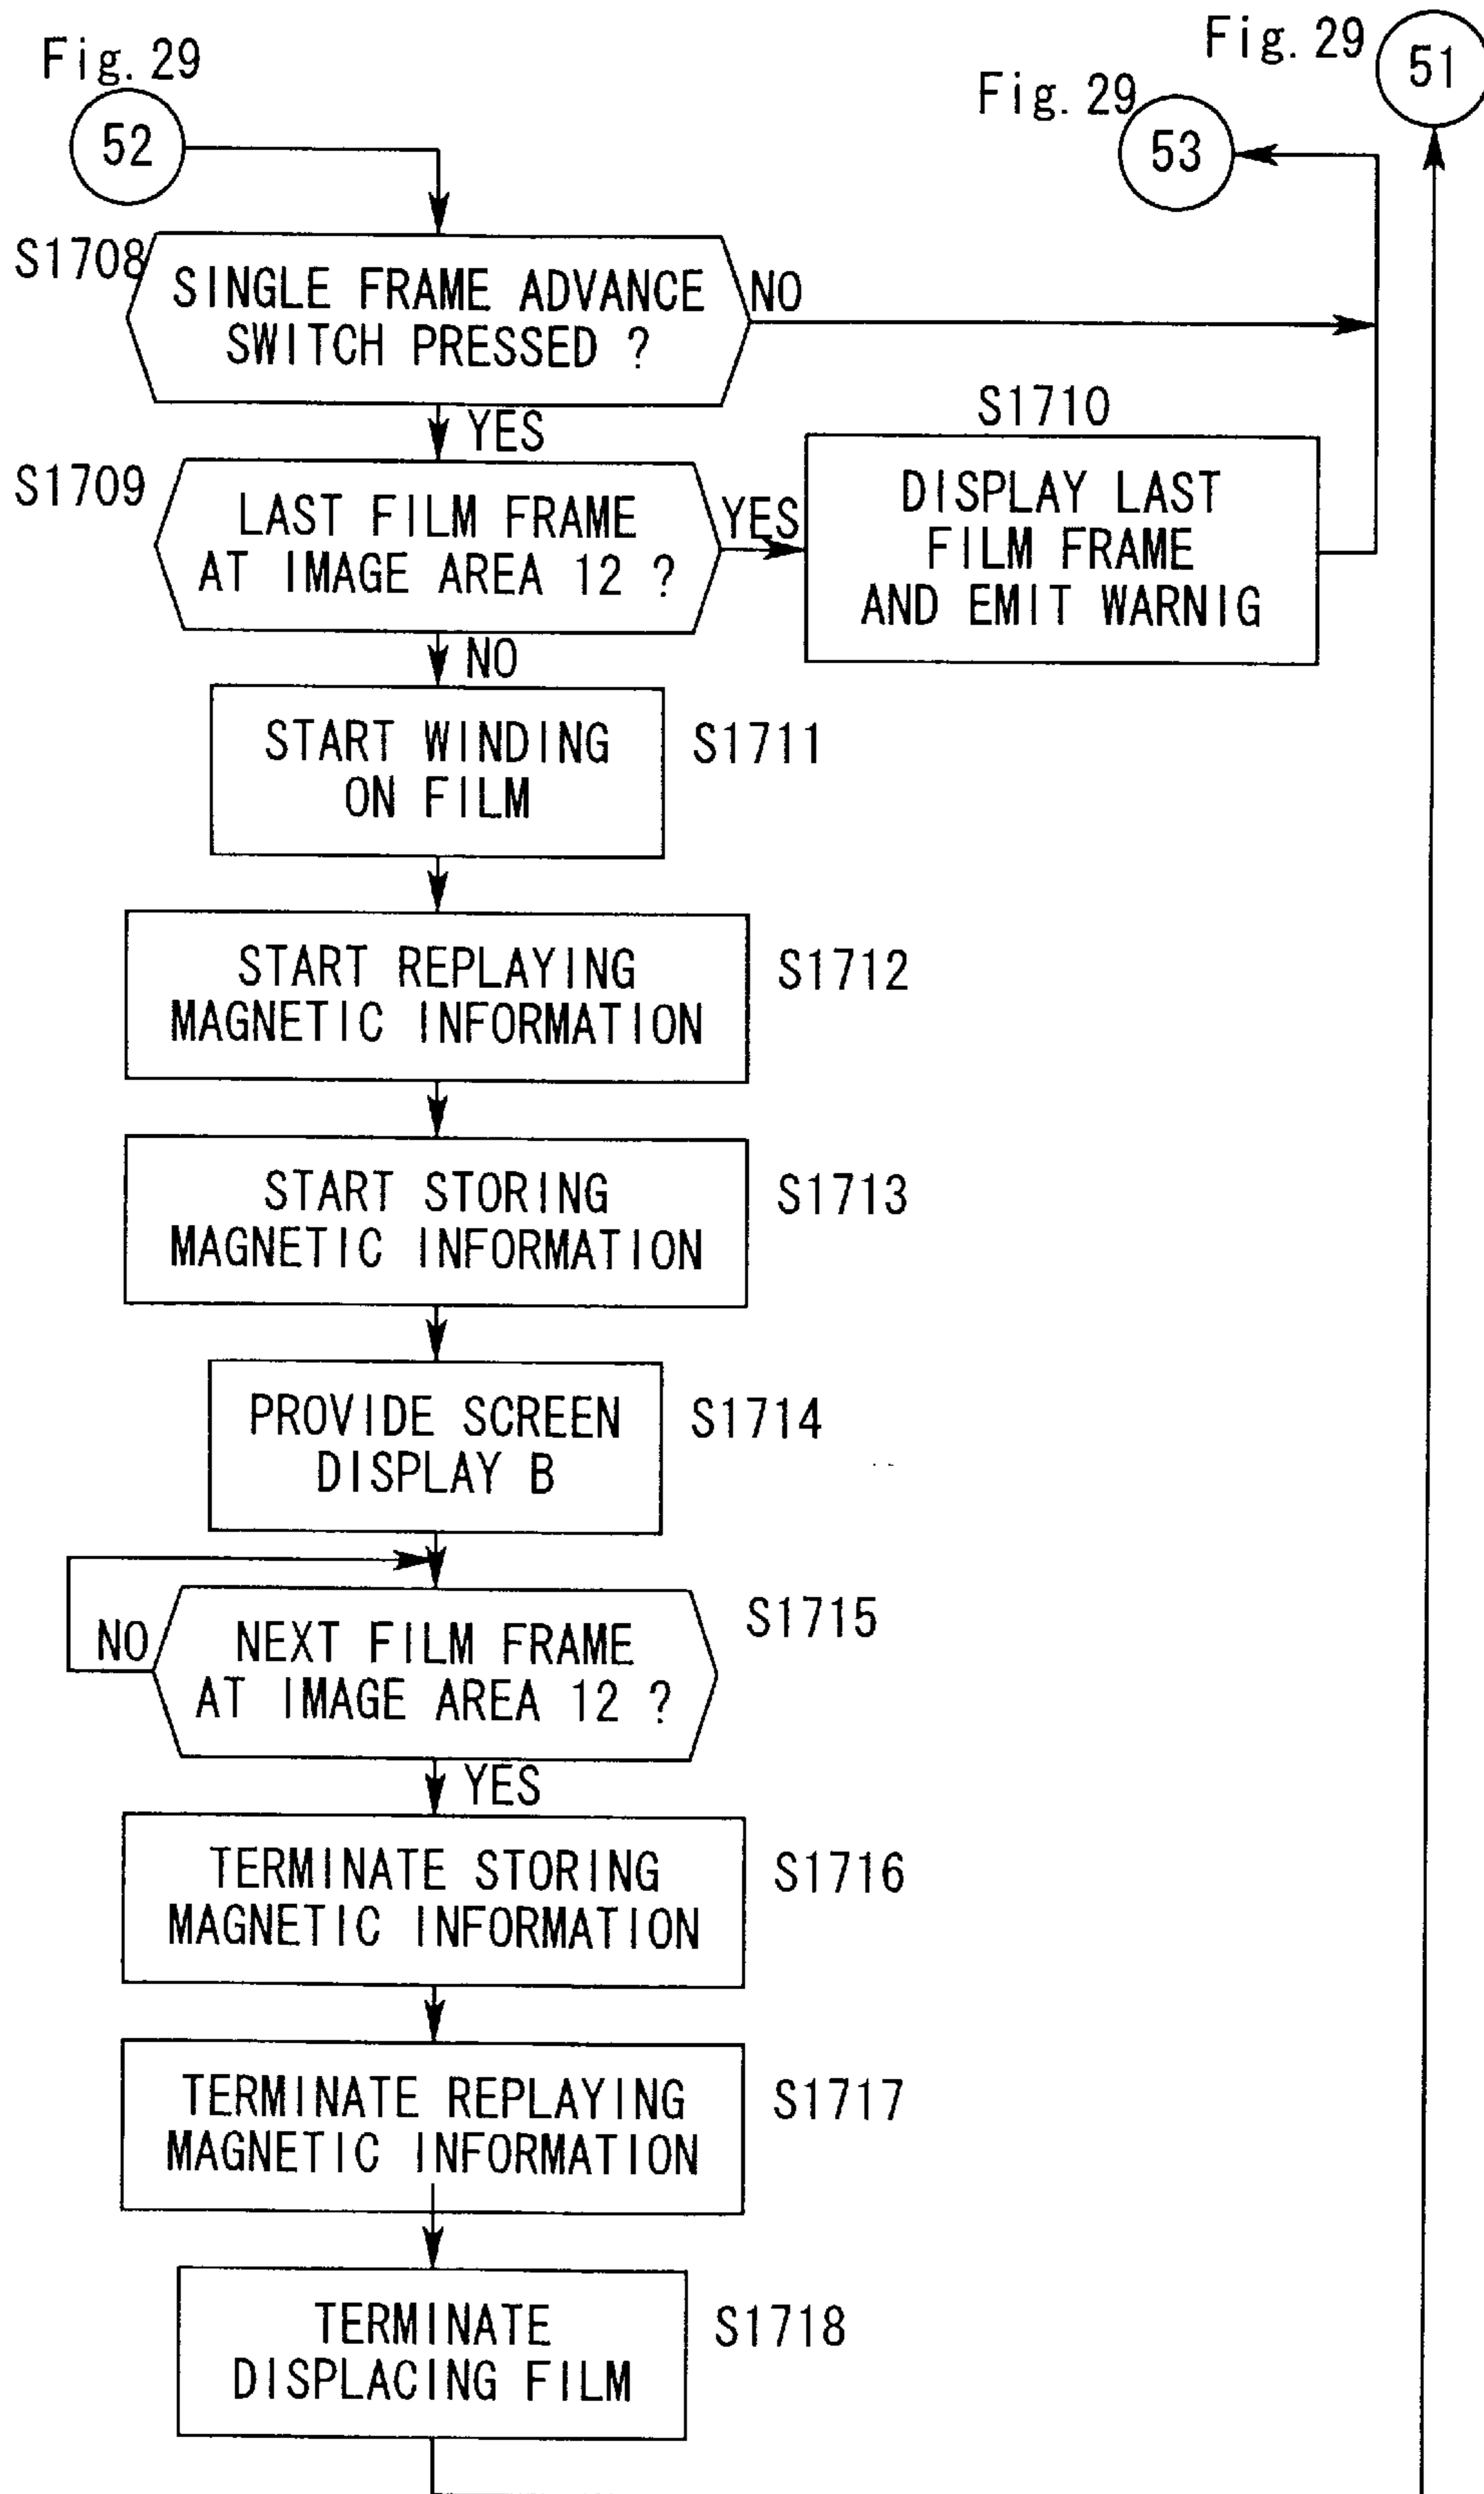 Fig. 29
52
Fig. 29
53
Fig. 29
51
S1708
SINGLE FRAME ADVANCE
SWITCH PRESSED ?
NO
YES
S1709
LAST FILM FRAME
AT IMAGE AREA 12 ?
YES
S1710
DISPLAY LAST
FILM FRAME
AND EMIT WARNIG
NO
START WINDING
ON FILM
S1711
START REPLAYING
MAGNETIC INFORMATION
S1712
START STORING
MAGNETIC INFORMATION
S1713
PROVIDE SCREEN
DISPLAY B
S1714
NO
NEXT FILM FRAME
AT IMAGE AREA 12 ?
S1715
YES
TERMINATE STORING
MAGNETIC INFORMATION
S1716
TERMINATE REPLAYING
MAGNETIC INFORMATION
S1717
TERMINATE
DISPLACING FILM
S1718